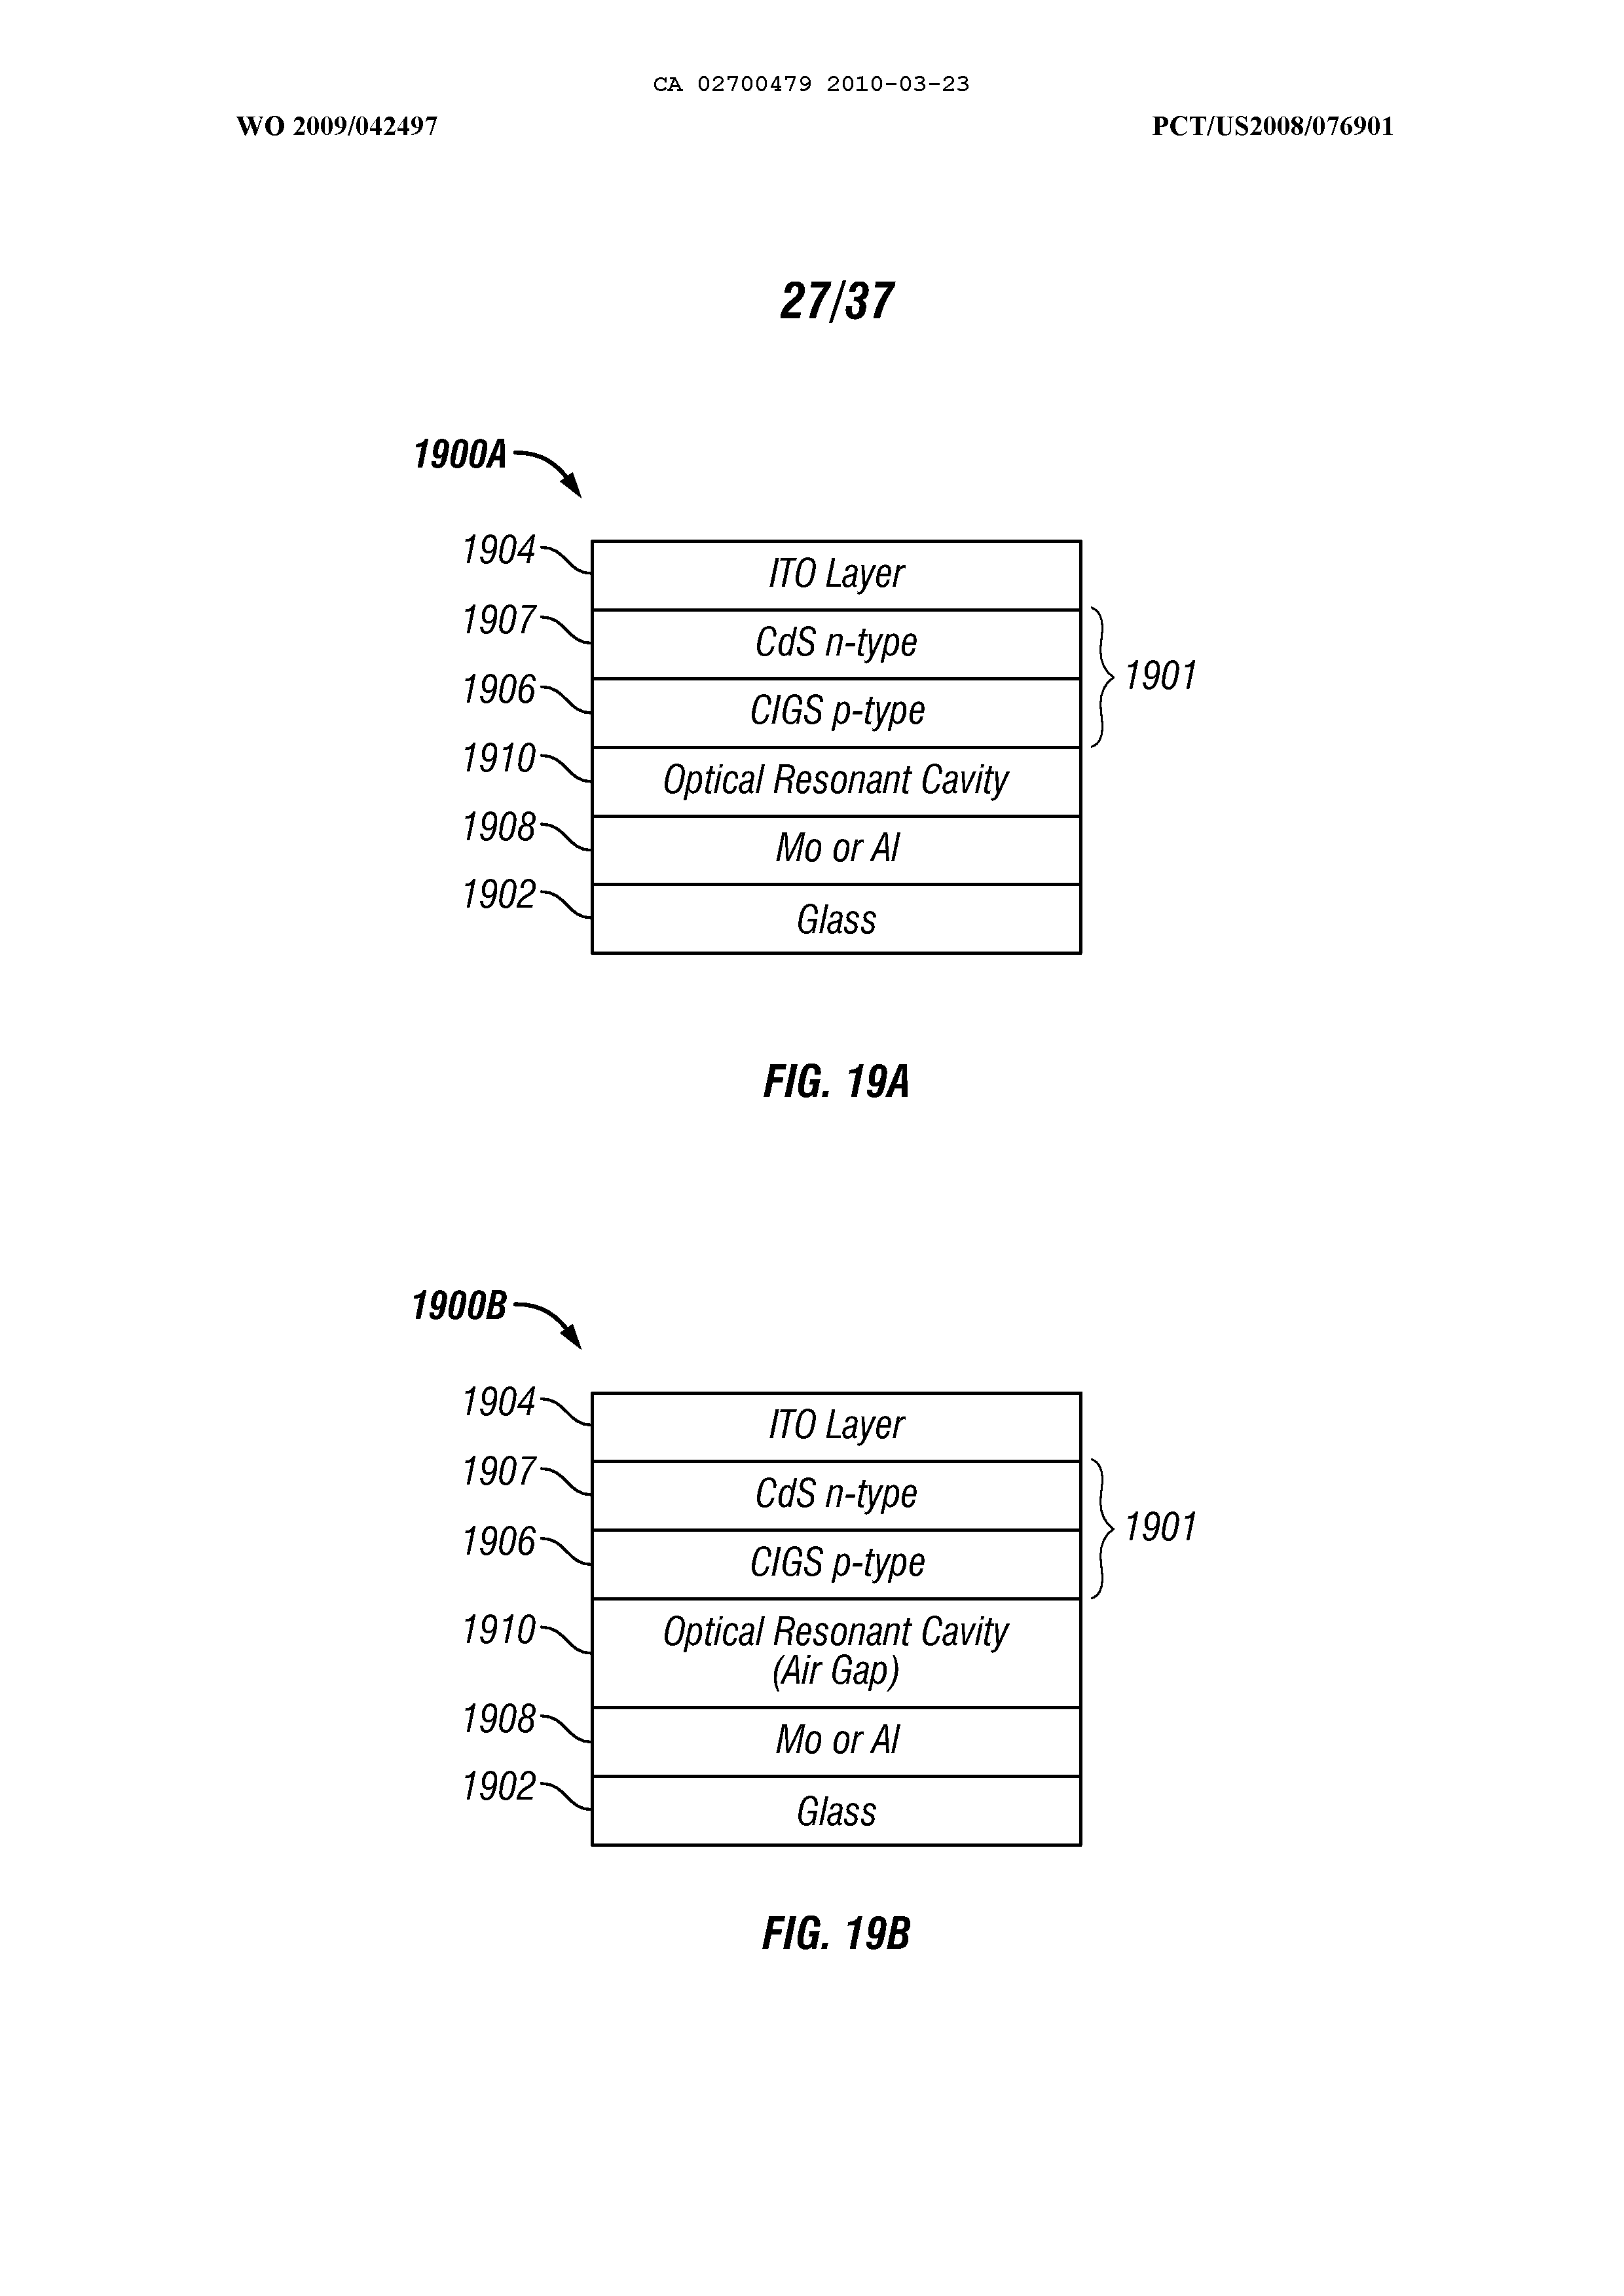 CA 02700479 2010-03-23
WO 2009/042497 PCT/US2008/076901
27/37
1900A
1904 ITO Layer
1907 CdS n-type
1906 CIGS p-type
1901
1910 Optical Resonant Cavity
1908 Mo or Al
1902 Glass
FIG. 19A
1900B
1904 ITO Layer
1907 CdS n-type
1906 CIGS p-type
1901
1910 Optical Resonant Cavity
(Air Gap)
1908 Mo or Al
1902 Glass
FIG. 19B